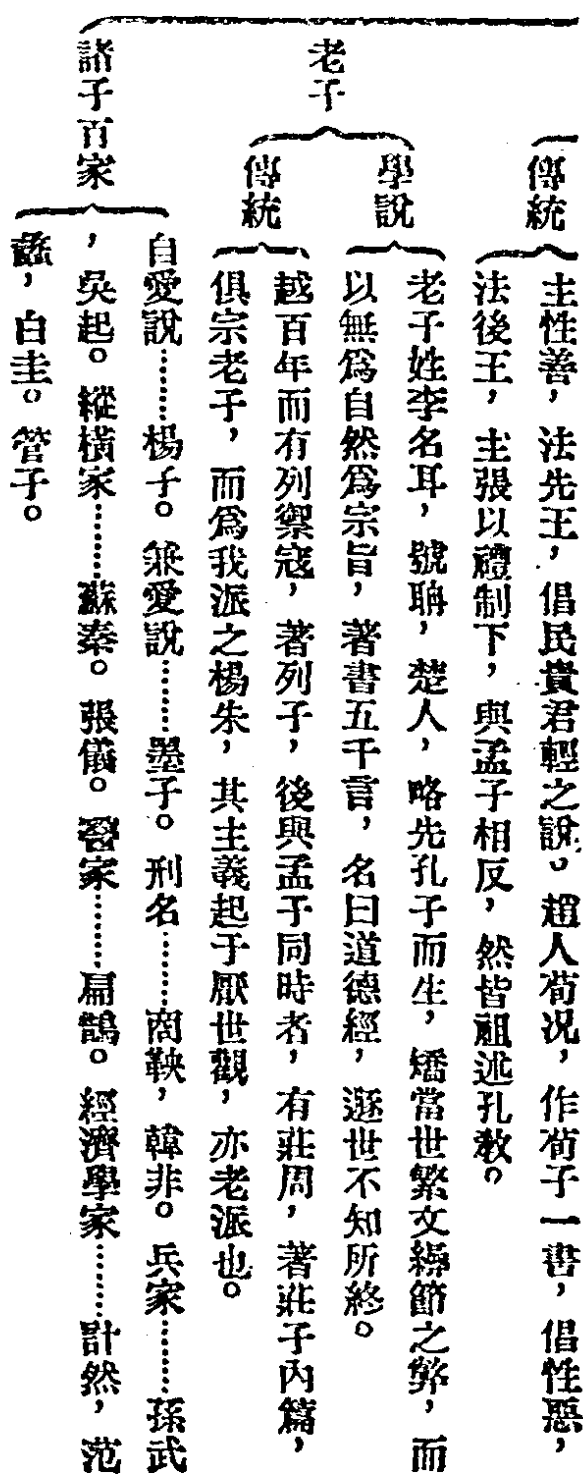 傳統
主性善,法先王,倡民貴君輕之說。趙人荀况,作荀子一書,倡性惡,
法後王,主張以禮制下,與孟子相反,然皆祖述孔敎。
老子
學說
老子姓李名耳,號聃,楚人,略先孔子而生,矯當世繁文縟節之弊,而
以無爲自然爲宗旨,著書五千言,名曰道德經,遯世不知所終。
傳統
越百年而有列禦寇,著列子,後與孟子同時者,有莊周,著莊子內篇,
俱宗老子,而爲我派之楊朱,其主義起于厭世觀,亦老派也。
諸子百家
自愛說………楊子。兼愛說………墨子。刑名………商鞅,韓非。兵家………孫武
,吳起。縱橫家………蘇秦。張儀。醫家………扁鵲。經濟學家………計然,范
蠡,白圭。管子。